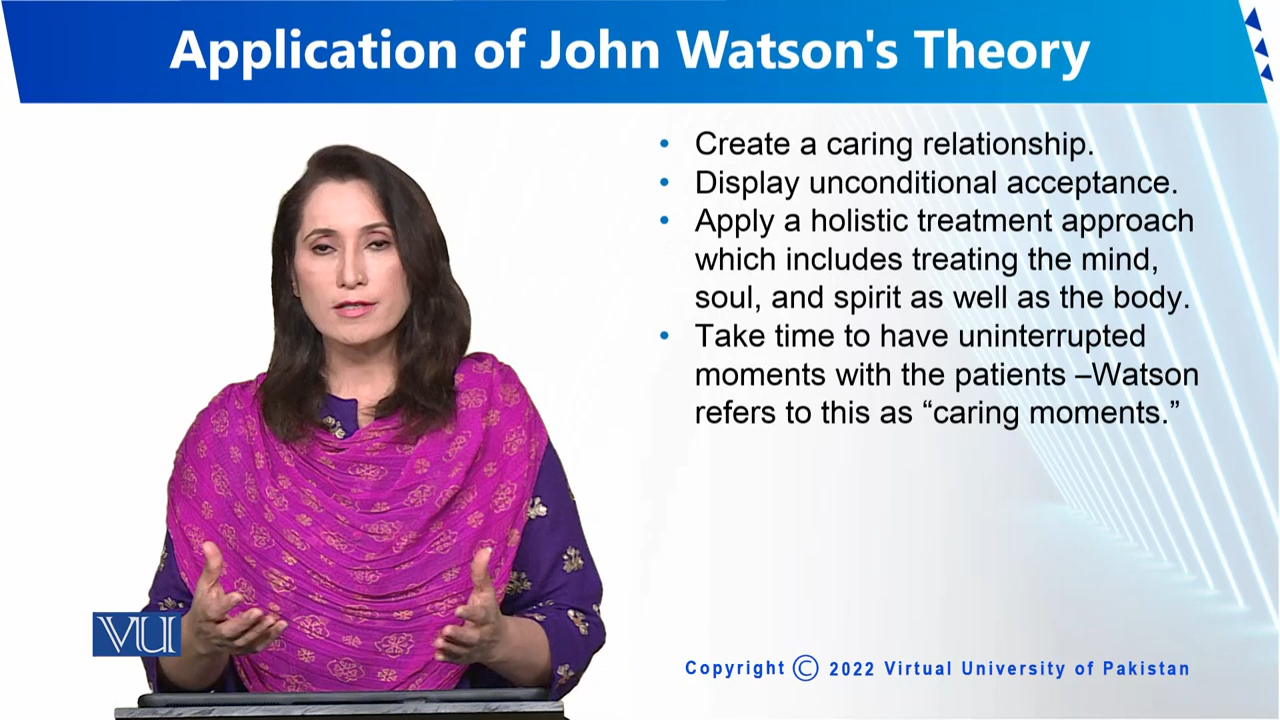 Application of John Watson's Theory
• Create a caring relationship.
• Display unconditional acceptance.
• Apply a holistic treatment approach
which includes treating the mind,
soul, and spirit as well as the body.
• Take time to have uninterrupted
moments with the patients –Watson
refers to this as “caring moments.”
VU
Copyright © 2022 Virtual University of Pakistan